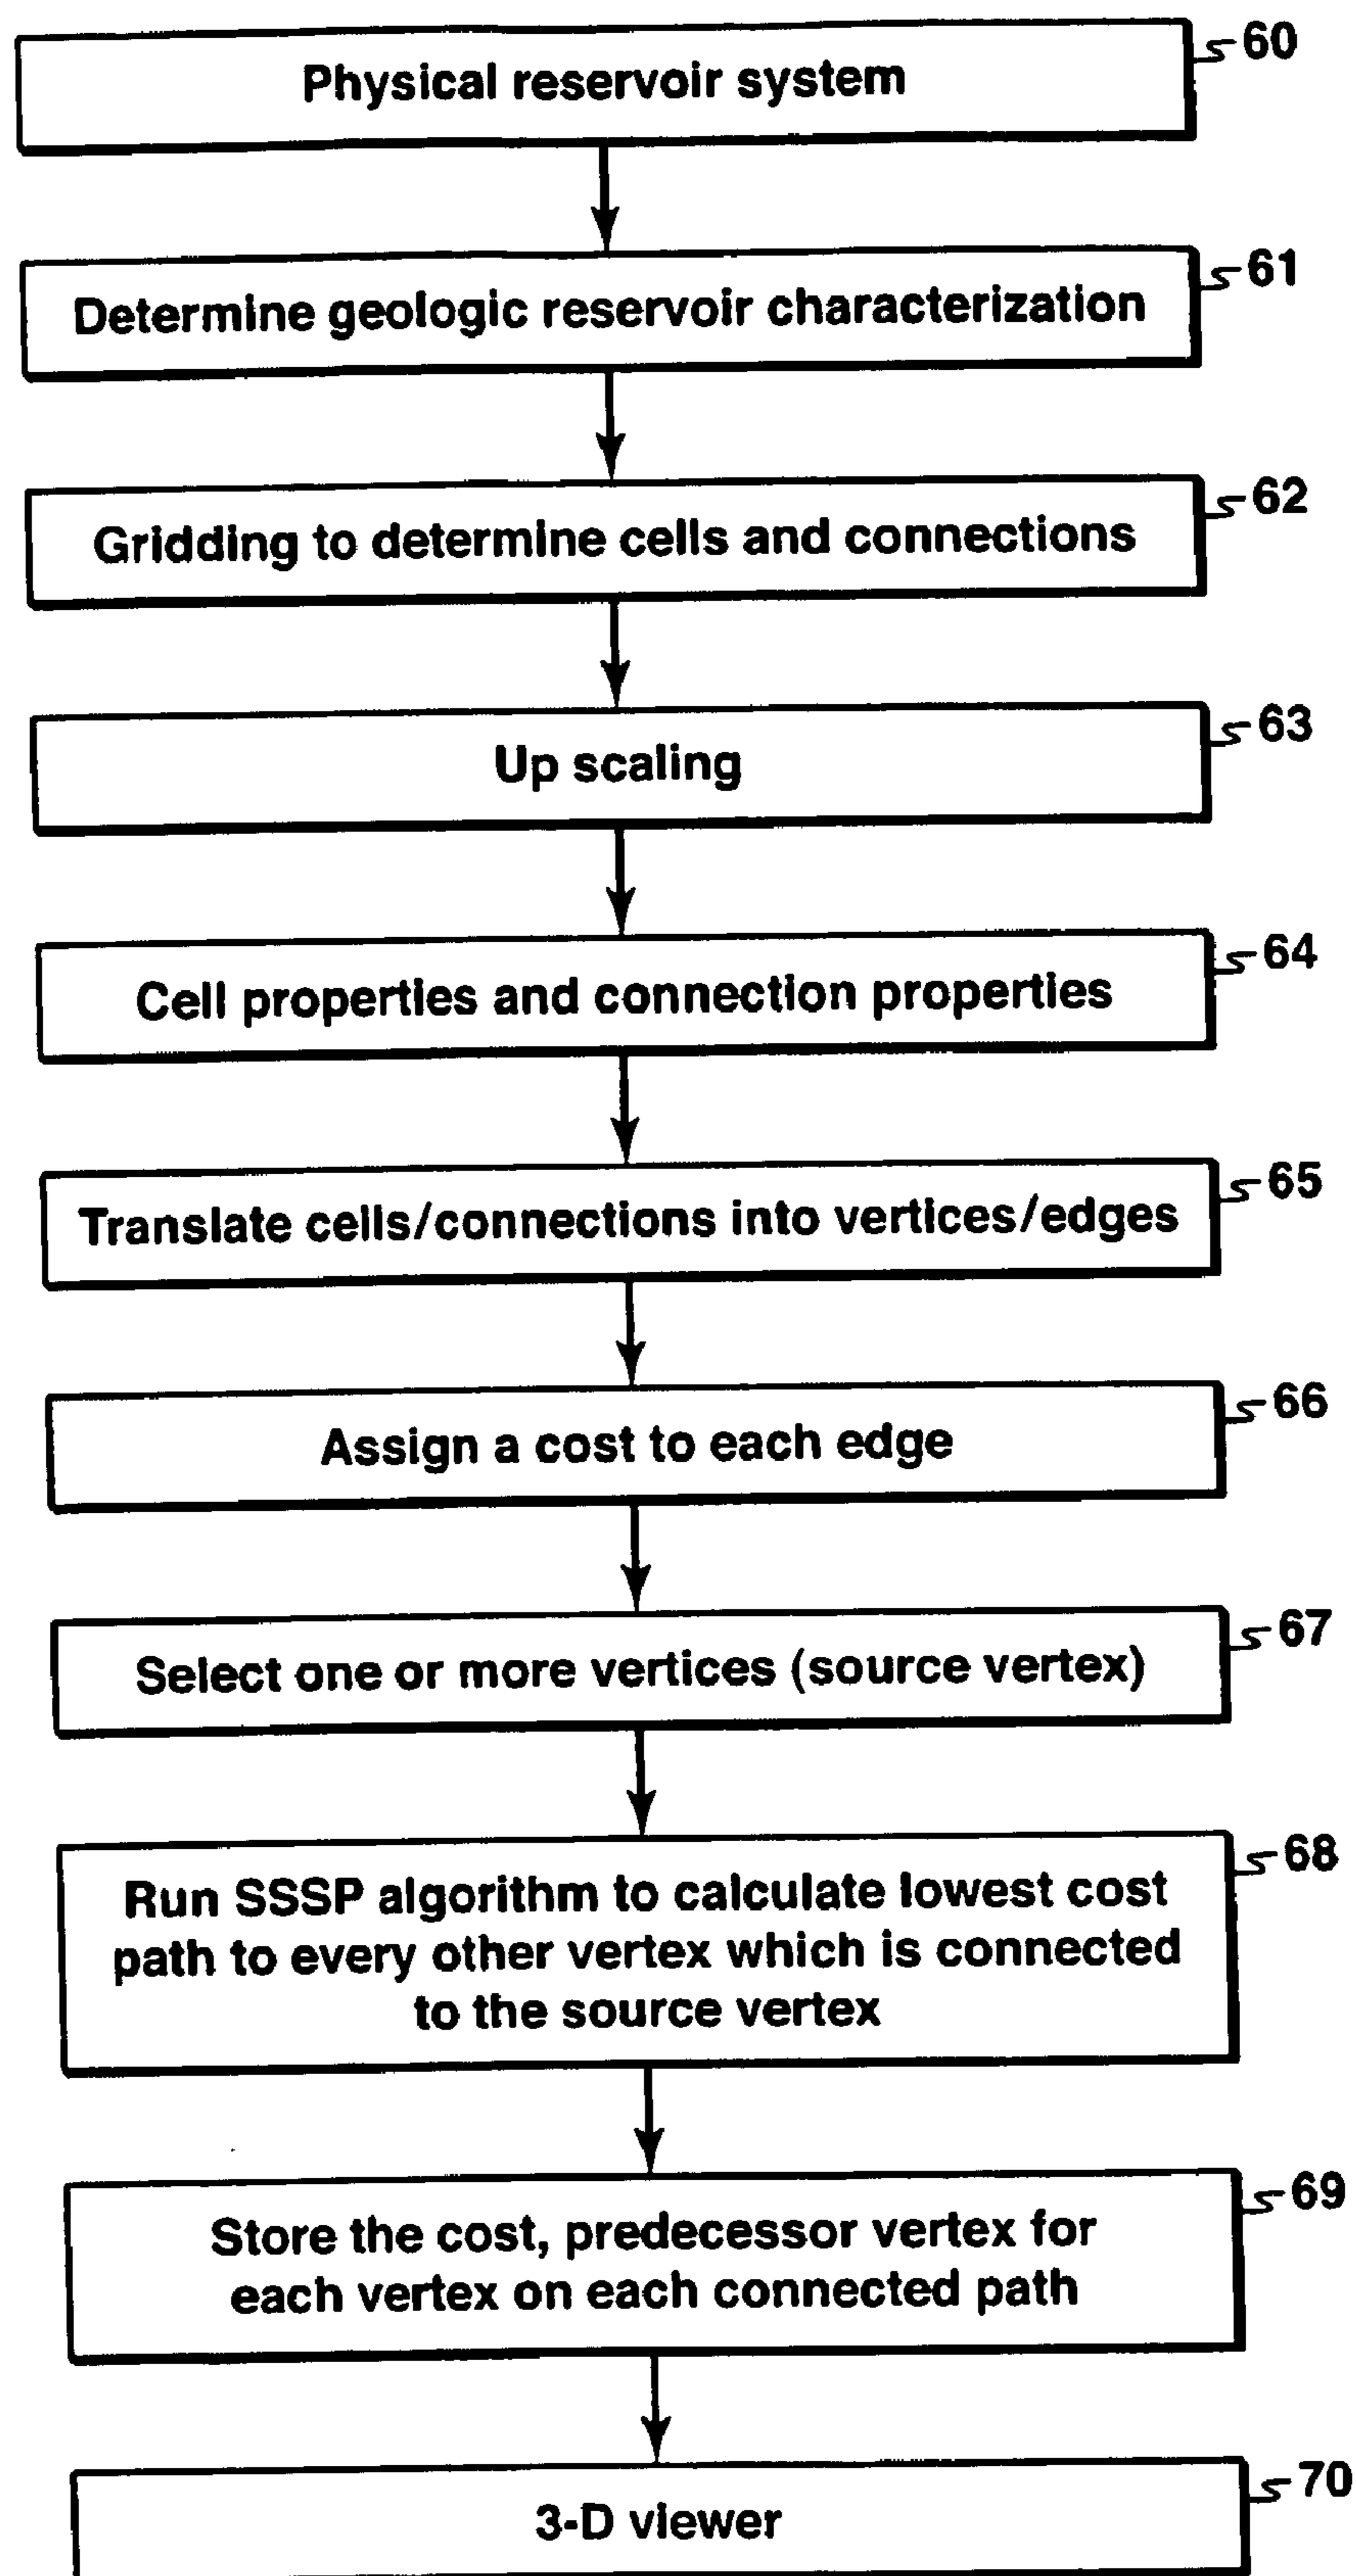 Physical reservoir system
60
Determine geologic reservoir characterization
61
Gridding to determine cells and connections
62
Up scaling
63
Cell properties and connection properties
64
Translate cells/connections into vertices/edges
65
Assign a cost to each edge
66
Select one or more vertices (source vertex)
67
Run SSSP algorithm to calculate lowest cost
path to every other vertex which is connected
to the source vertex
68
Store the cost, predecessor vertex for
each vertex on each connected path
69
3-D viewer
70